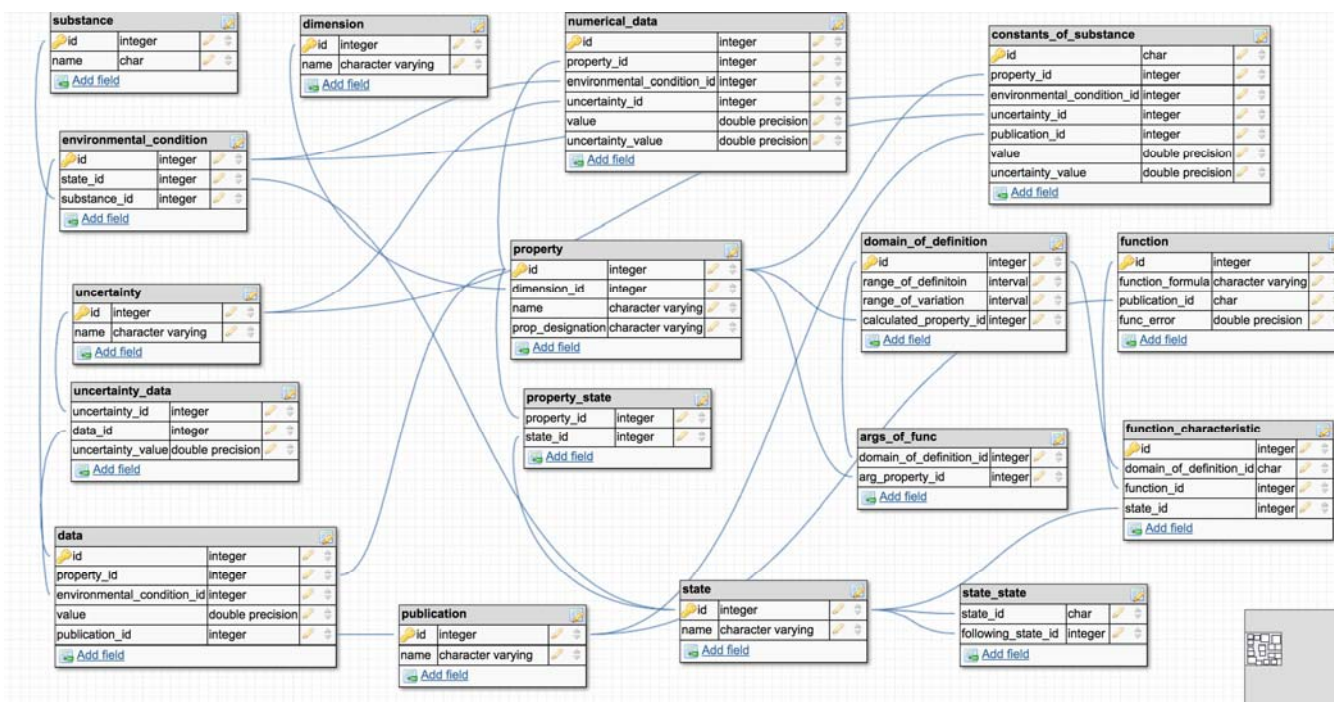 substance
id integer
name char
Add field
dimension
id integer
name character varying
Add field
numerical_data
id integer
property_id integer
environmental_condition_id integer
uncertainty_id integer
value double precision
uncertainty_value double precision
Add field
constants_of_substance
id char
property_id integer
environmental_condition_id integer
uncertainty_id integer
publication_id integer
value double precision
uncertainty_value double precision
Add field
environmental_condition
id integer
state_id integer
substance_id integer
Add field
property
id integer
dimension_id integer
name character varying
prop_designation character varying
Add field
domain_of_definition
id integer
range_of_definitoin interval
range_of_variation interval
calculated_property_id integer
Add field
function
id integer
function_formula character varying
publication_id char
func_error double precision
Add field
uncertainty
id integer
name character varying
Add field
uncertainty_data
uncertainty_id integer
data_id integer
uncertainty_value double precision
Add field
property_state
property_id integer
state_id integer
Add field
args_of_func
domain_of_definition_id integer
arg_property_id integer
Add field
function_characteristic
id integer
domain_of_definition_id char
function_id integer
state_id integer
Add field
data
id integer
property_id integer
environmental_condition_id integer
value double precision
publication_id integer
Add field
publication
id integer
name character varying
Add field
state
id integer
name character varying
Add field
state_state
state_id char
following_state_id integer
Add field